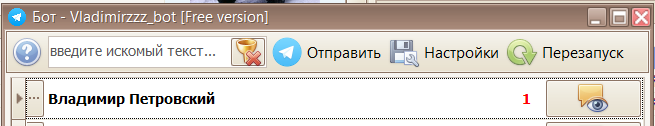 Бот - Vladimirzzz_bot [Free version]
введите искомый текст... Отправить Настройки Перезапуск
Владимир Петровский 1